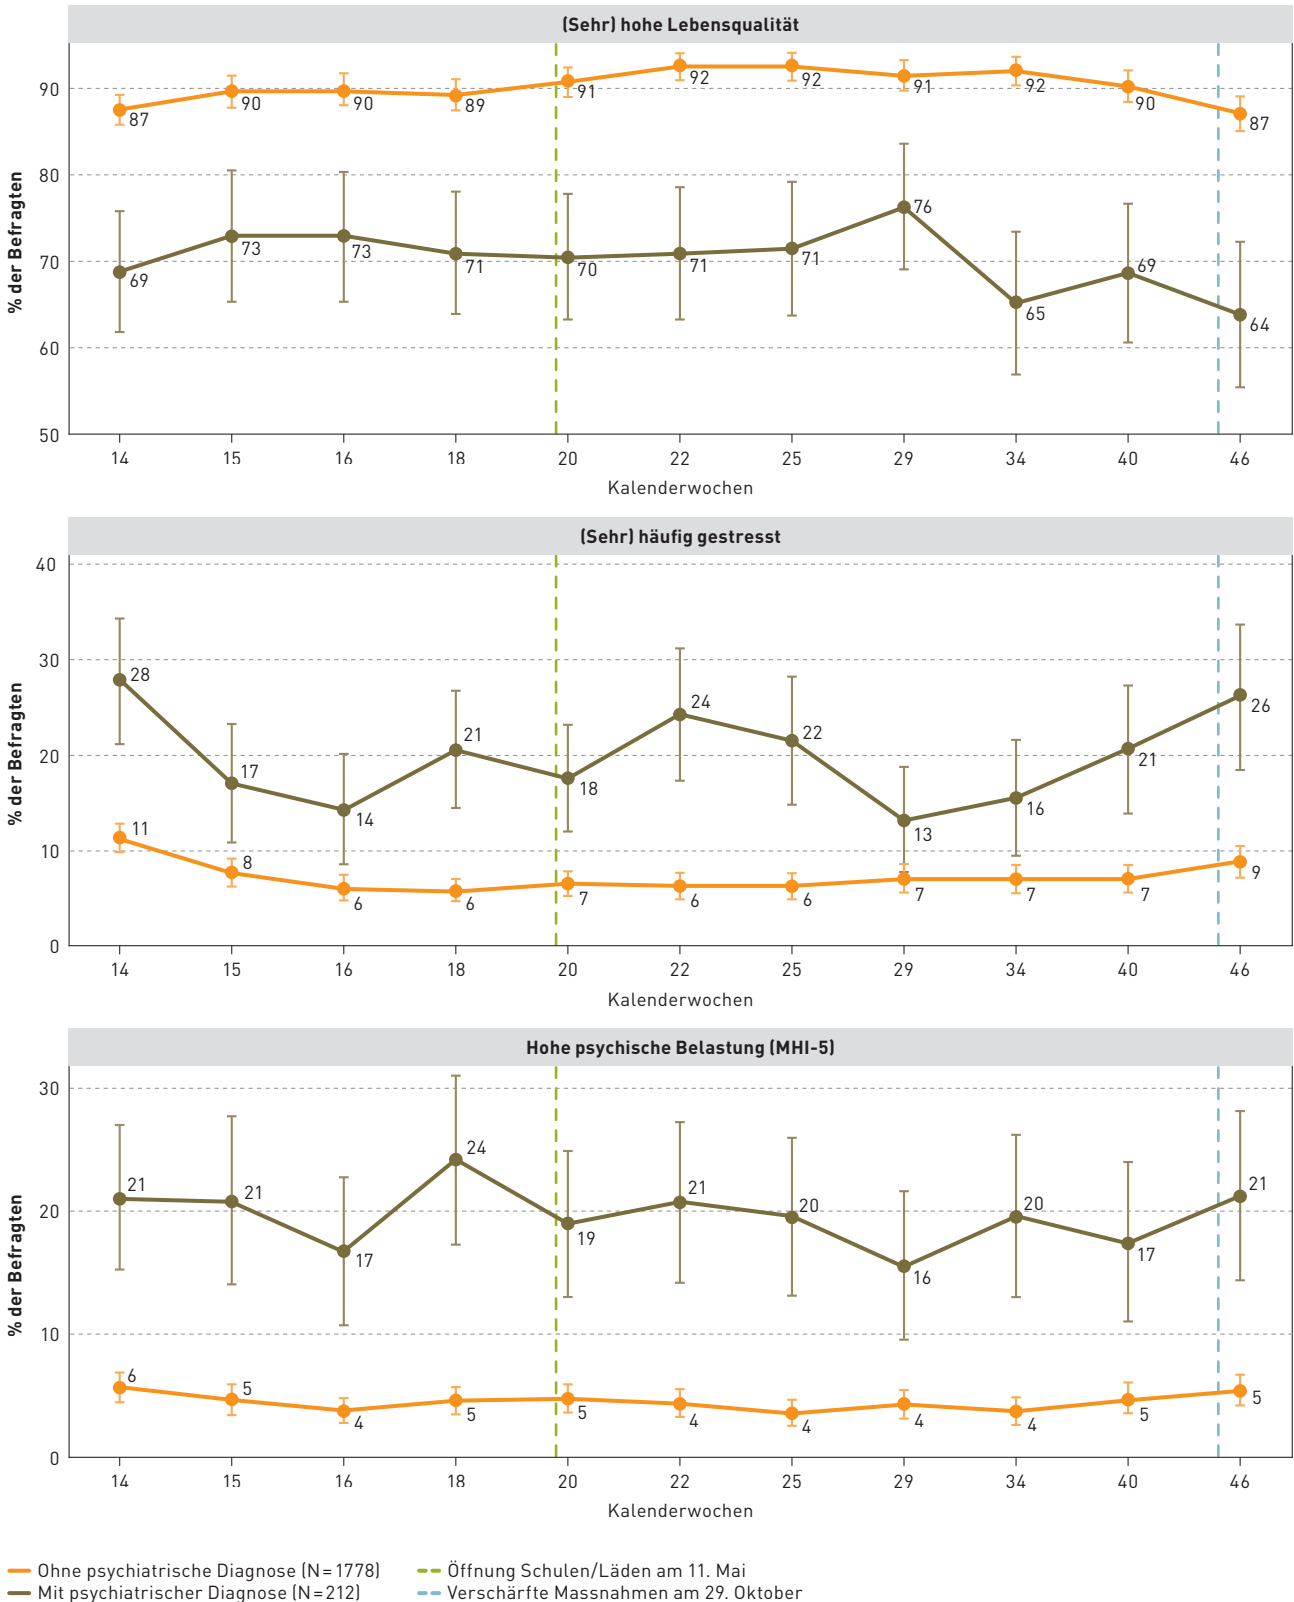 (Sehr) hohe Lebensqualität
% der Befragten
90
80
70
60
50
87 90 90 89 91 92 92 91 92 90 87
69 73 73 71 70 71 71 76 65 69 64
14 15 16 18 20 22 25 29 34 40 46
Kalenderwochen
(Sehr) häufig gestresst
% der Befragten
40
30
20
10
0
28 17 14 21 18 24 22 13 16 21 26
11 8 6 6 7 6 6 7 7 7 9
14 15 16 18 20 22 25 29 34 40 46
Kalenderwochen
Hohe psychische Belastung (MHI-5)
% der Befragten
30
20
10
0
21 21 17 24 19 21 20 16 20 17 21
6 5 4 5 5 4 4 4 4 5 5
14 15 16 18 20 22 25 29 34 40 46
Kalenderwochen
Ohne psychiatrische Diagnose (N=1778)
Mit psychiatrischer Diagnose (N=212)
Öffnung Schulen/Läden am 11. Mai
Verschärfte Massnahmen am 29. Oktober